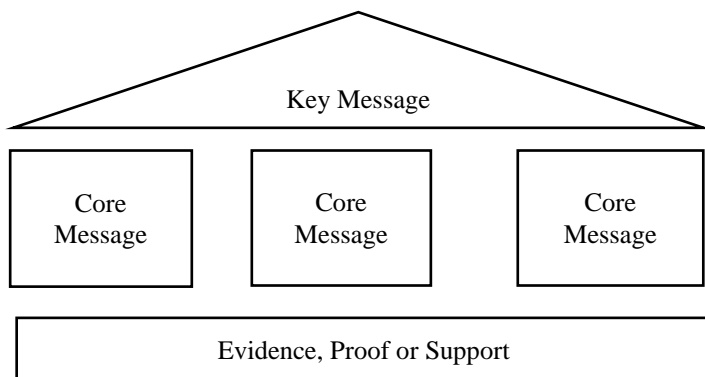 Key Message
Core
Message
Core
Message
Core
Message
Evidence, Proof or Support